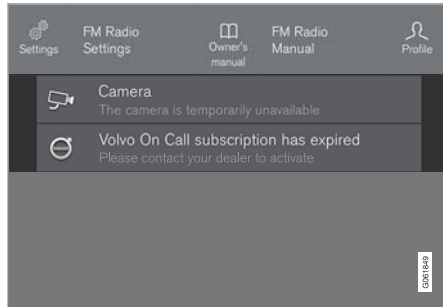 Settings
FM Radio
Settings
Owner's
manual
FM Radio
Manual
Profile
Camera
The camera is temporarily unavailable
Volvo On Call subscription has expired
Please contact your dealer to activate
G061849